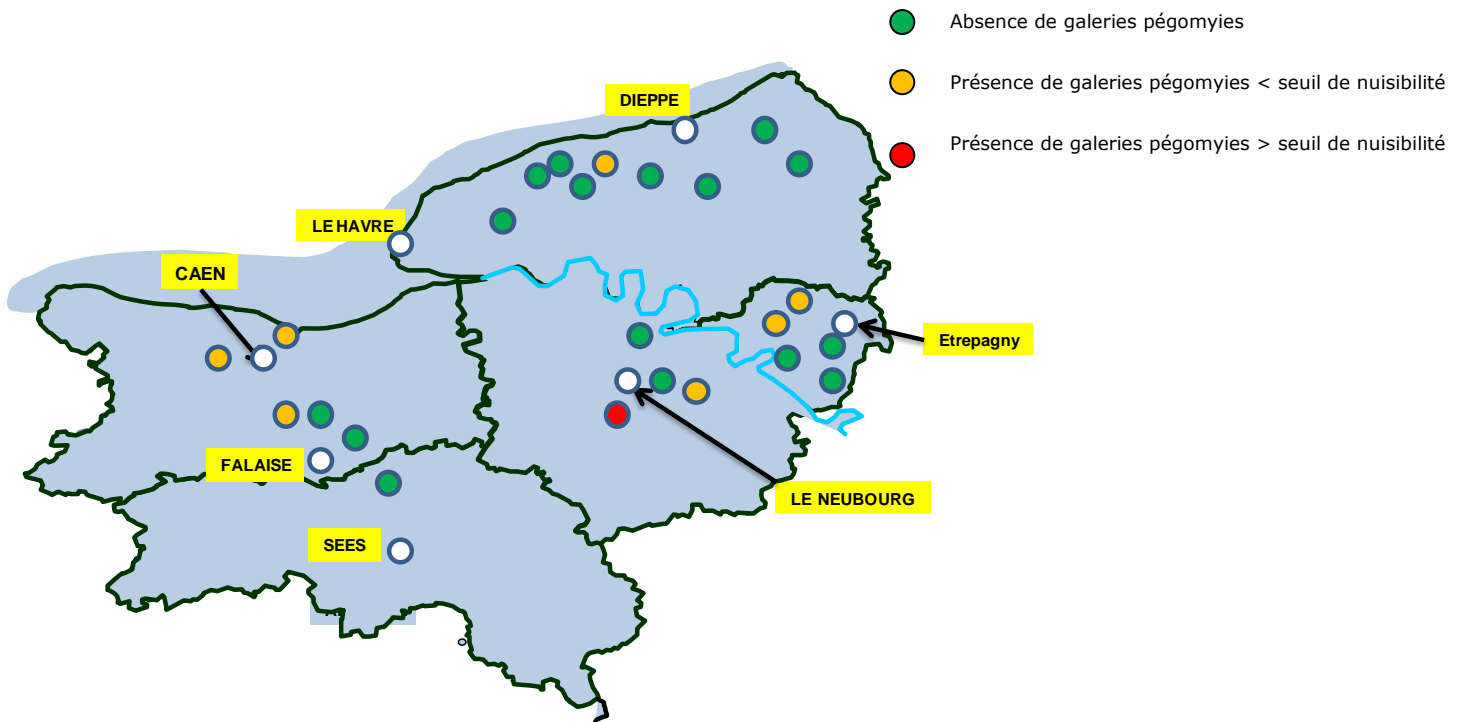 Absence de galeries pégomyies
Présence de galeries pégomyies < seuil de nuisibilité
Présence de galeries pégomyies > seuil de nuisibilité
DIEPPE
LE HAVRE
CAEN
Etrepagny
FALAISE
LE NEUBOURG
SEES